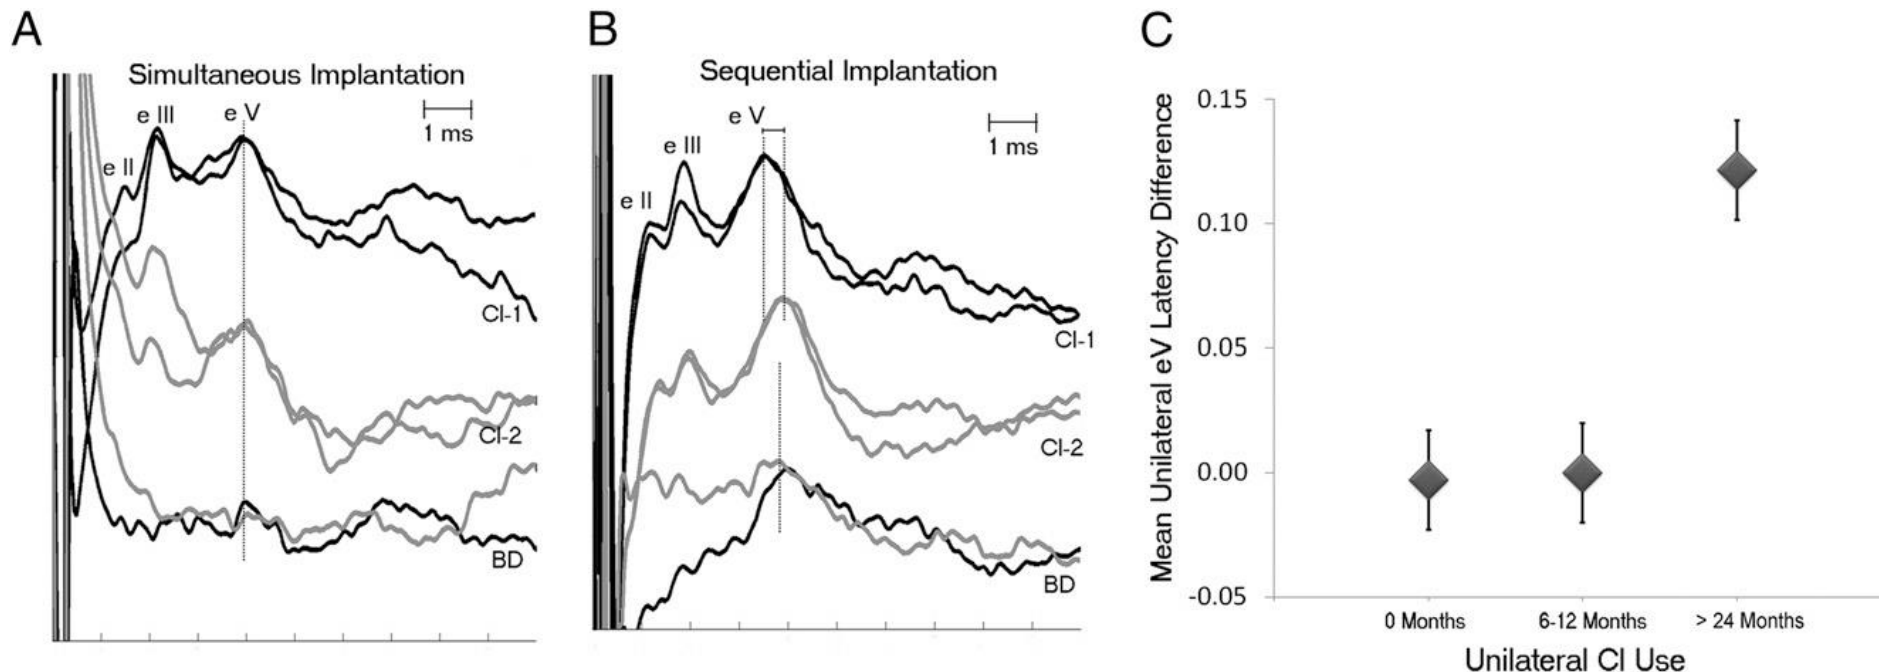 A
Simultaneous Implantation
e III
e V
e II
1 ms
CI-1
CI-2
BD
B
Sequential Implantation
e V
e III
1 ms
e II
CI-1
CI-2
BD
C
Mean Unilateral eV Latency Difference
0.15
0.10
0.05
0.00
-0.05
0 Months
6-12 Months
> 24 Months
Unilateral CI Use